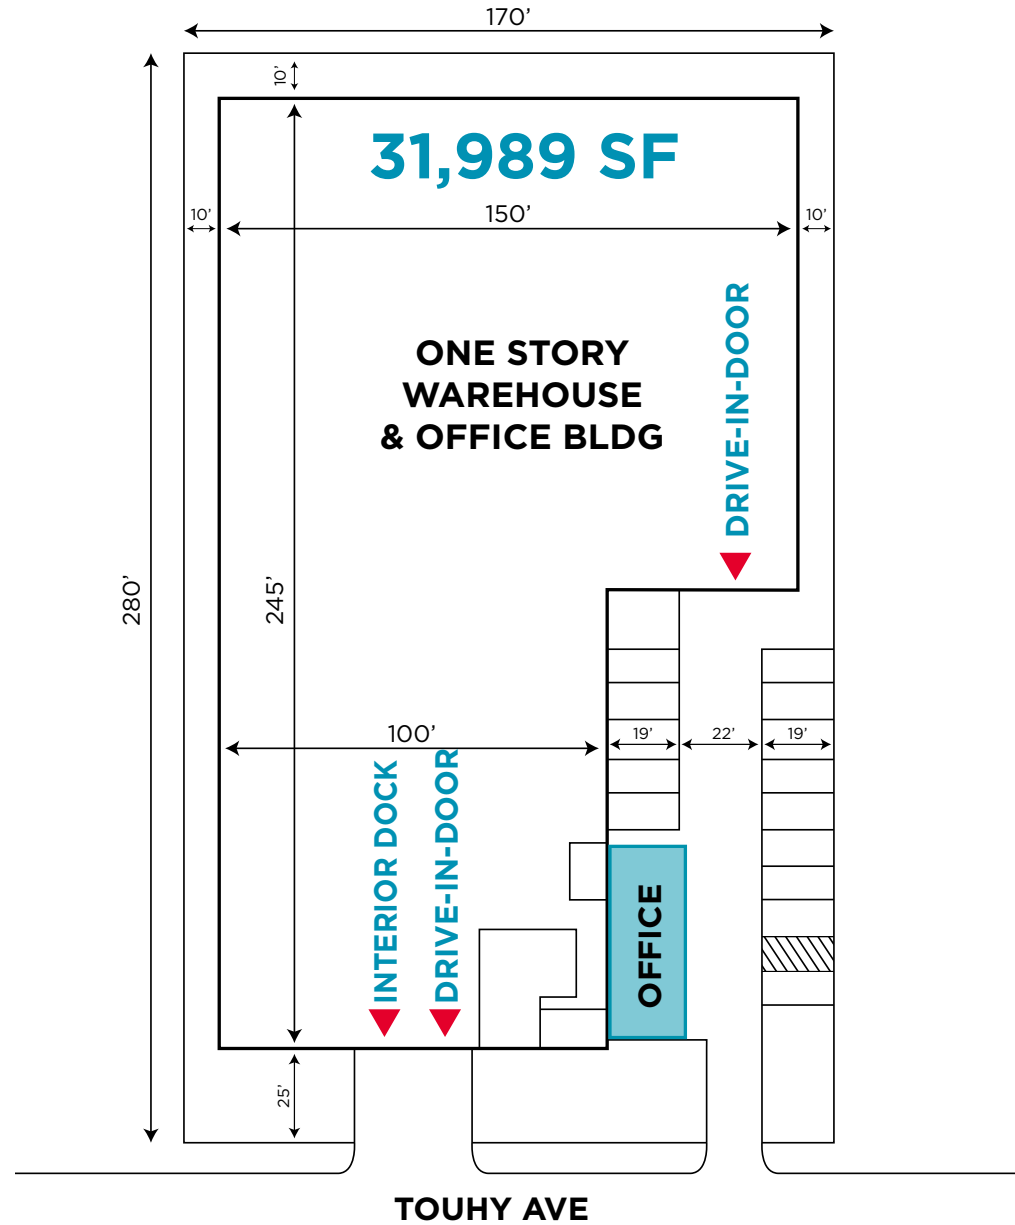 170’
10’
31,989 SF
10’
150’
10’
DRIVE-IN-DOOR
ONE STORY
WAREHOUSE
& OFFICE BLDG
280’
245’
100’
19’
22’
19’
INTERIOR DOCK
DRIVE-IN-DOOR
OFFICE
25’
TOUHY AVE